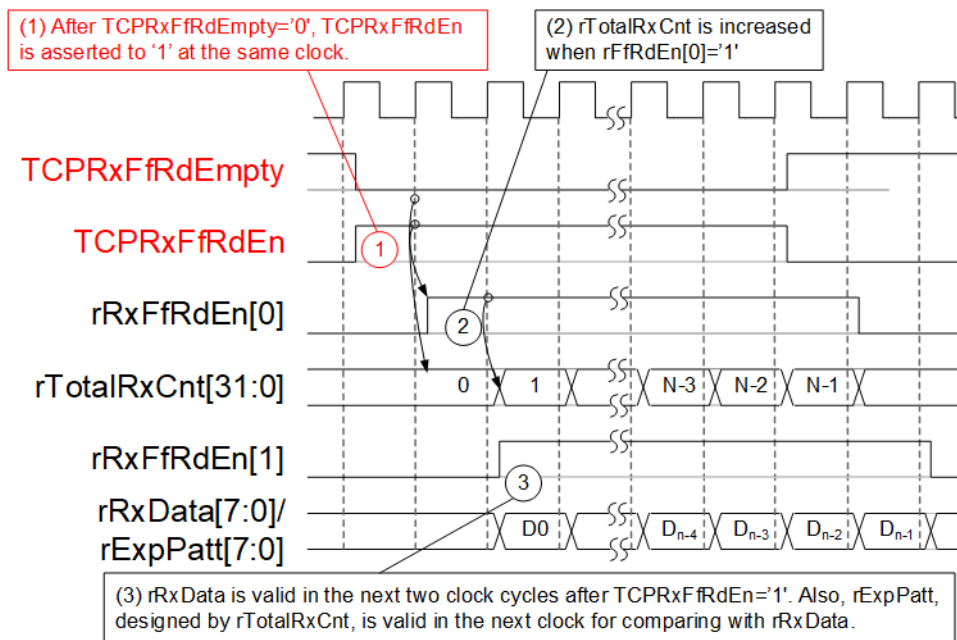 (1) After TCPRxFfRdEmpty='0', TCPRxFfRdEn
is asserted to ‘1’ at the same clock.
(2) rTotalRxCnt is increased
when rFfRdEn[0]='1'
TCPRxFfRdEmpty
TCPRxFfRdEn
1
rRxFfRdEn[0]
2
rTotalRxCnt[31:0]
0 1 N-3 N-2 N-1
rRxFfRdEn[1]
3
rRxData[7:0]/
rExpPatt[7:0]
D0 Dn-4 Dn-3 Dn-2 Dn-1
(3) rRxData is valid in the next two clock cycles after TCPRxFfRdEn='1'. Also, rExpPatt,
designed by rTotalRxCnt, is valid in the next clock for comparing with rRxData.